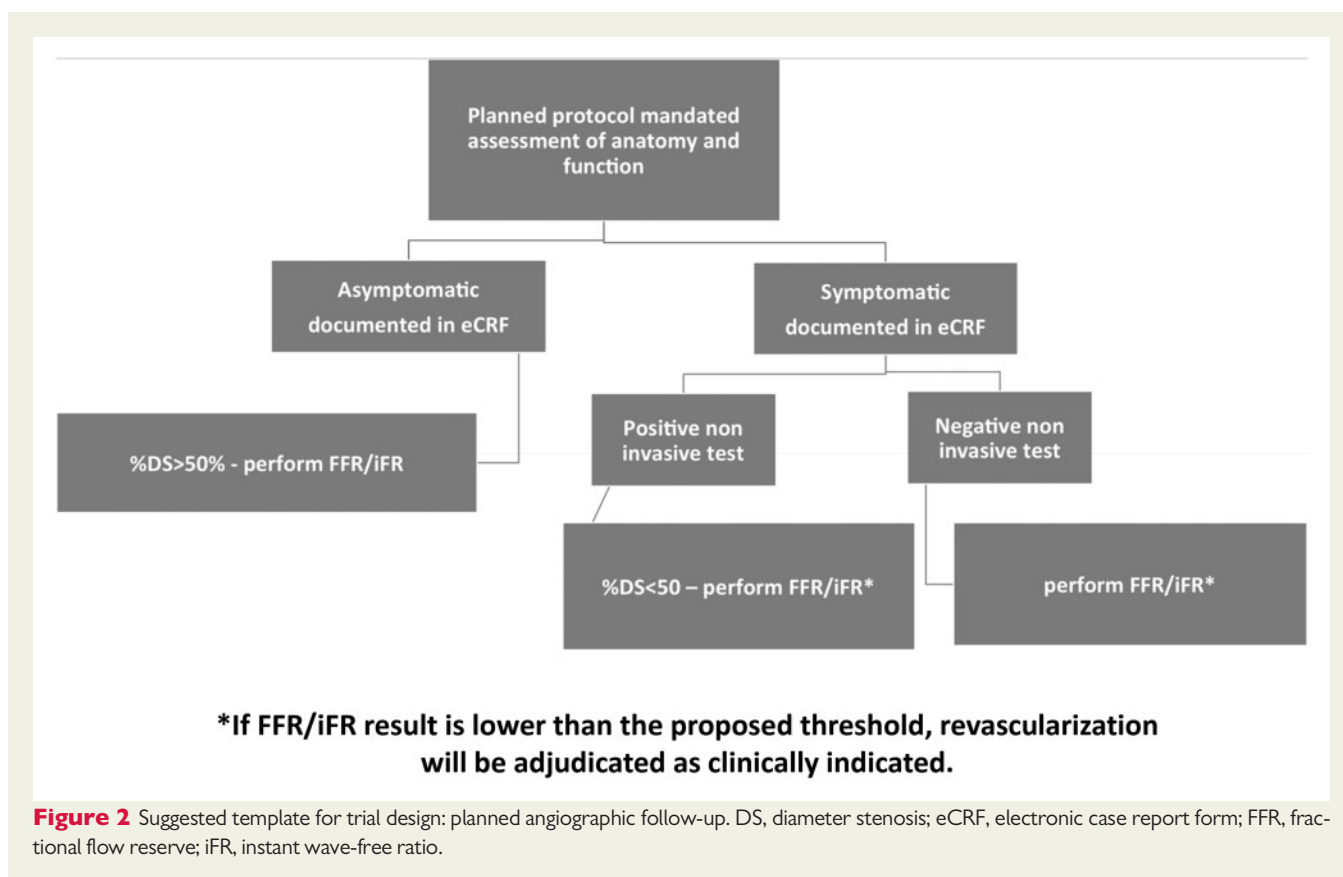 Planned protocol mandated
assessment of anatomy and
function
Asymptomatic
documented in eCRF
Symptomatic
documented in eCRF
%DS>50% - perform FFR/iFR
Positive non
invasive test
Negative non
invasive test
%DS<50 – perform FFR/iFR*
perform FFR/iFR*
*If FFR/iFR result is lower than the proposed threshold, revascularization
will be adjudicated as clinically indicated.
Figure 2 Suggested template for trial design: planned angiographic follow-up. DS, diameter stenosis; eCRF, electronic case report form; FFR, frac-
tional flow reserve; iFR, instant wave-free ratio.